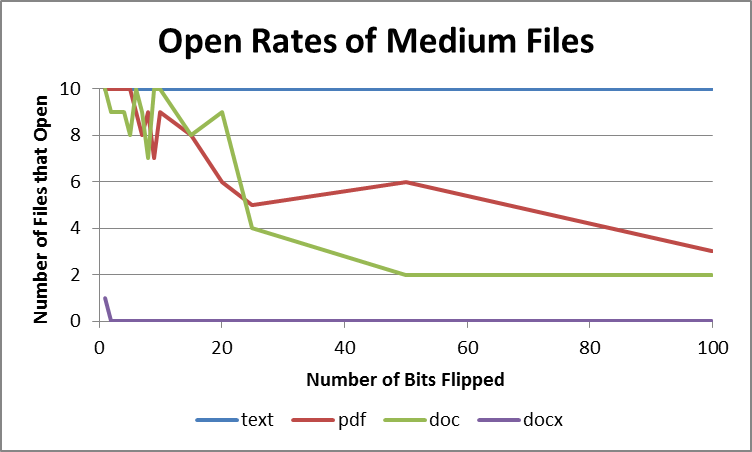 Open Rates of Medium Files
Number of Files that Open
10
8
6
4
2
0
0 20 40 60 80 100
Number of Bits Flipped
text pdf doc docx